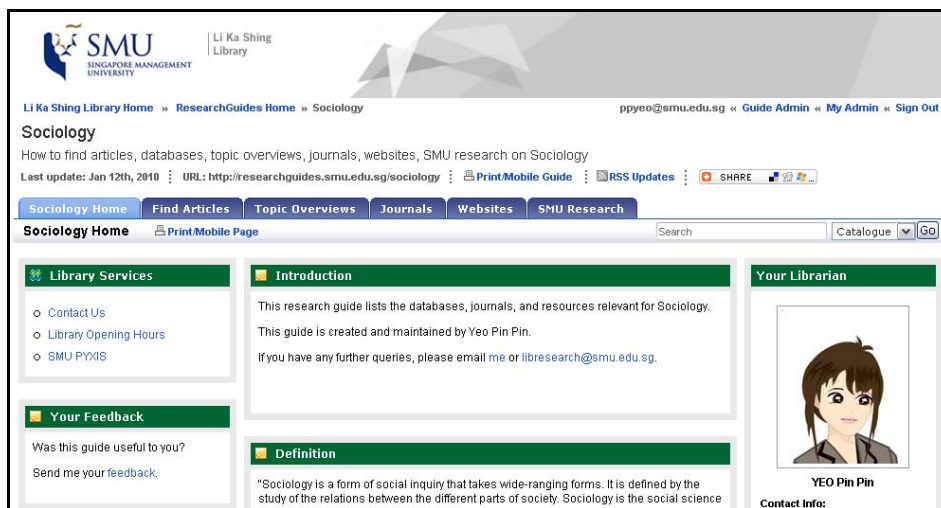 SMU
SINGAPORE MANAGEMENT
UNIVERSITY
Li Ka Shing
Library
Li Ka Shing Library Home » ResearchGuides Home » Sociology
ppyeo@smu.edu.sg « Guide Admin « My Admin « Sign Out
Sociology
How to find articles, databases, topic overviews, journals, websites, SMU research on Sociology
Last update: Jan 12th, 2010 URL: http://researchguides.smu.edu.sg/sociology Print/Mobile Guide RSS Updates SHARE ...
Sociology Home Find Articles Topic Overviews Journals Websites SMU Research
Sociology Home Print/Mobile Page Search Catalogue Go
Library Services
Contact Us
Library Opening Hours
SMU PYXIS
Your Feedback
Was this guide useful to you?
Send me your feedback.
Introduction
This research guide lists the databases, journals, and resources relevant for Sociology.
This guide is created and maintained by Yeo Pin Pin.
If you have any further queries, please email me or libresearch@smu.edu.sg.
Definition
"Sociology is a form of social inquiry that takes wide-ranging forms. It is defined by the
study of the relations between the different parts of society. Sociology is the social science
Your Librarian
YEO Pin Pin
Contact Info: